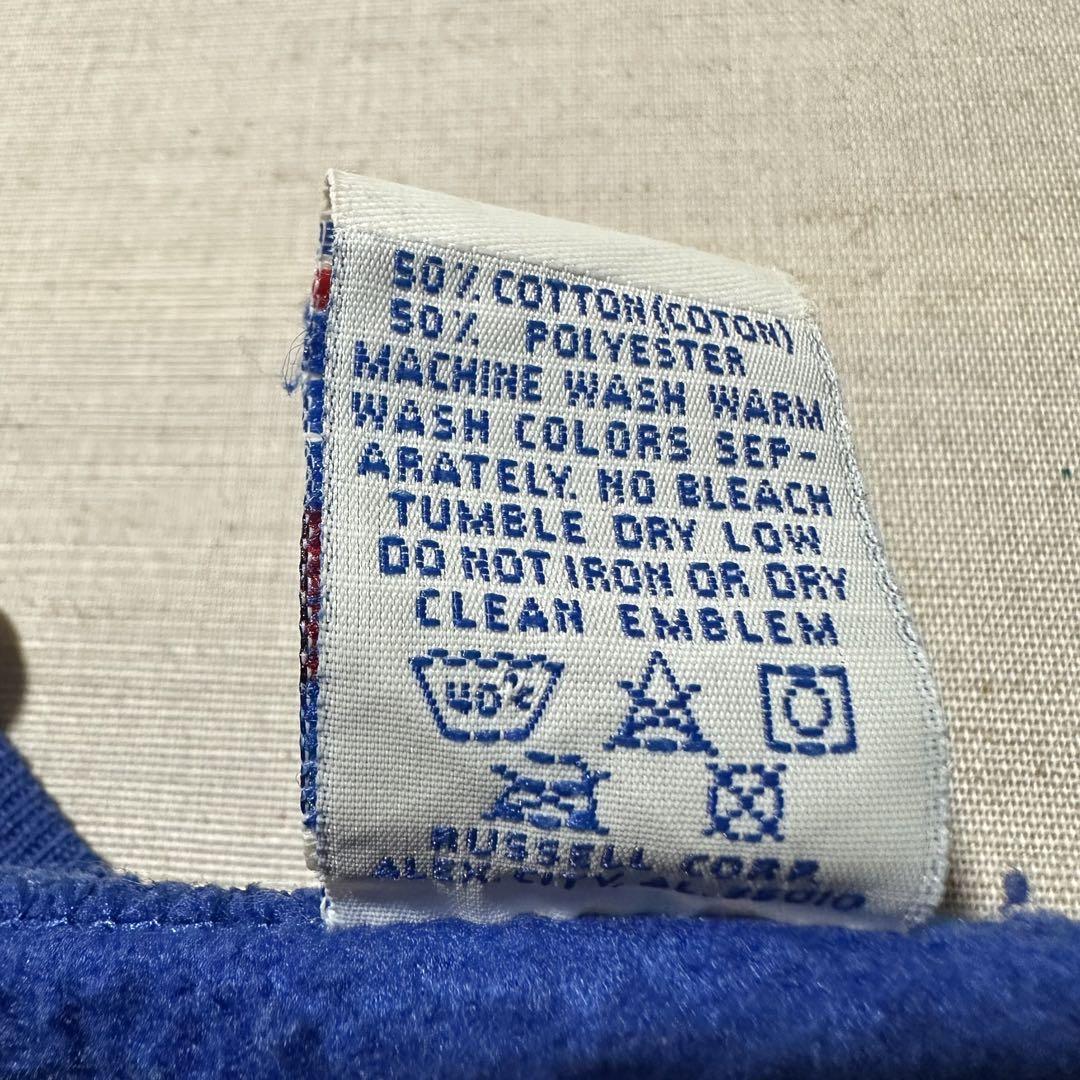 50% COTTON(COTON)
50% POLYESTER
MACHINE WASH WARM
WASH COLORS SEP-
ARATELY. NO BLEACH
TUMBLE DRY LOW
DO NOT IRON OR DRY
CLEAN EMBLEM
40°c
RUSSELL CORP
ALEX. CITY, AL 35010